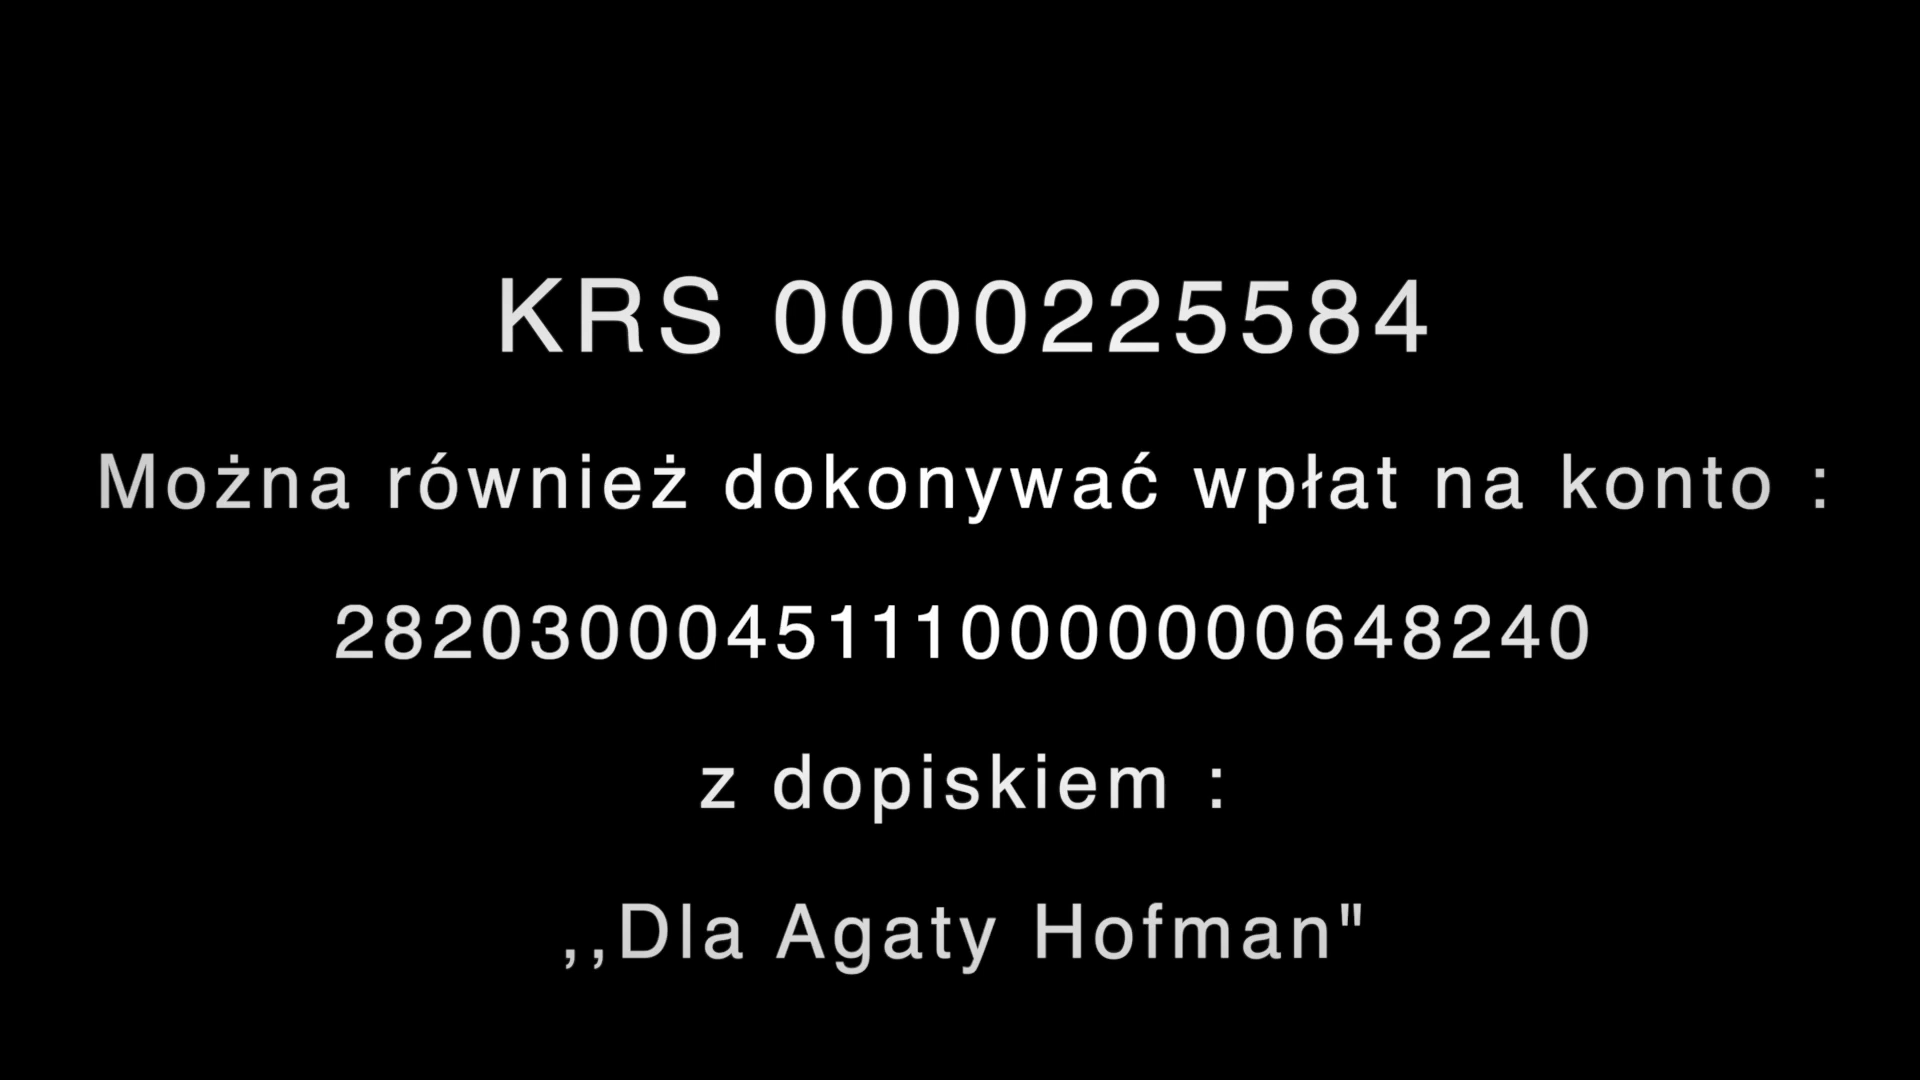 KRS 0000225584
Można również dokonywać wpłat na konto :
28203000451110000000648240
z dopiskiem :
,,Dla Agaty Hofman"